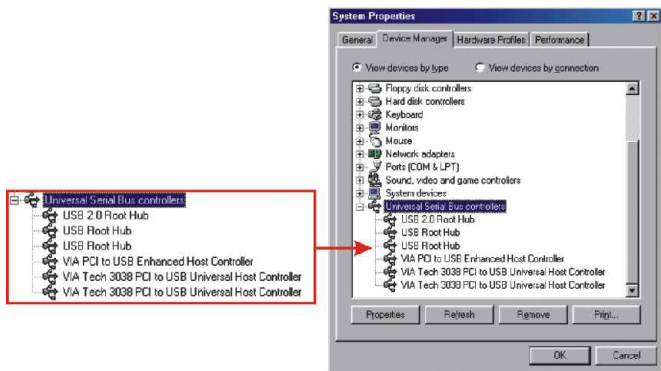 Universal Serial Bus controllers
USB 2.0 Root Hub
USB Root Hub
USB Root Hub
VIA PCI to USB Enhanced Host Controller
VIA Tech 3038 PCI to USB Universal Host Controller
VIA Tech 3038 PCI to USB Universal Host Controller
System Properties
General Device Manager Hardware Profiles Performance
View devices by type View devices by connection
Floppy disk controllers
Hard disk controllers
Keyboard
Monitors
Mouse
Network adapters
Ports (COM & LPT)
Sound, video and game controllers
System devices
Universal Serial Bus controllers
USB 2.0 Root Hub
USB Root Hub
USB Root Hub
VIA PCI to USB Enhanced Host Controller
VIA Tech 3038 PCI to USB Universal Host Controller
VIA Tech 3038 PCI to USB Universal Host Controller
Properties Refresh Remove Print...
OK Cancel